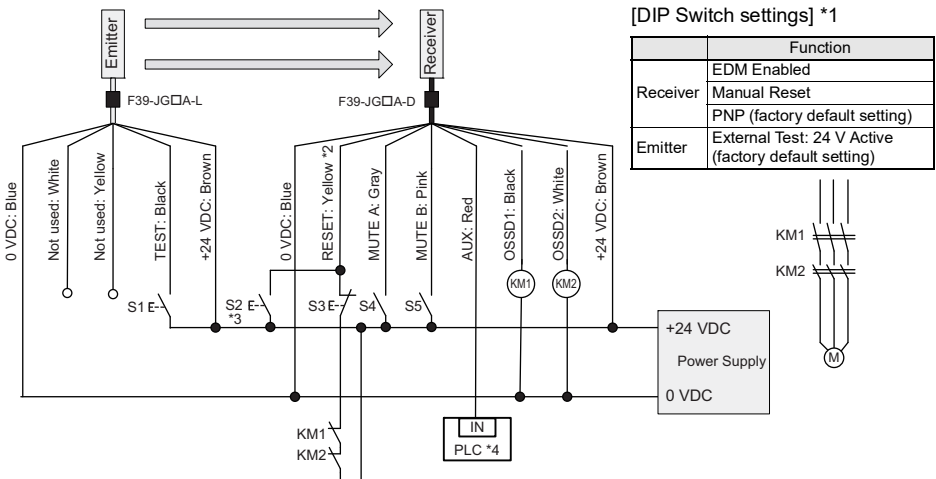 [DIP Switch settings] *1
Function
Receiver
EDM Enabled
Manual Reset
PNP (factory default setting)
Emitter
External Test: 24 V Active
(factory default setting)
Emitter
Receiver
F39-JG□A-L
F39-JG□A-D
0 VDC: Blue
Not used: White
Not used: Yellow
TEST: Black
+24 VDC: Brown
0 VDC: Blue
RESET: Yellow *2
MUTE A: Gray
MUTE B: Pink
AUX: Red
OSSD1: Black
OSSD2: White
+24 VDC: Brown
KM1
KM2
M
KM1
KM2
S1
S2
*3
S3
S4
S5
+24 VDC
Power Supply
0 VDC
KM1
KM2
IN
PLC *4